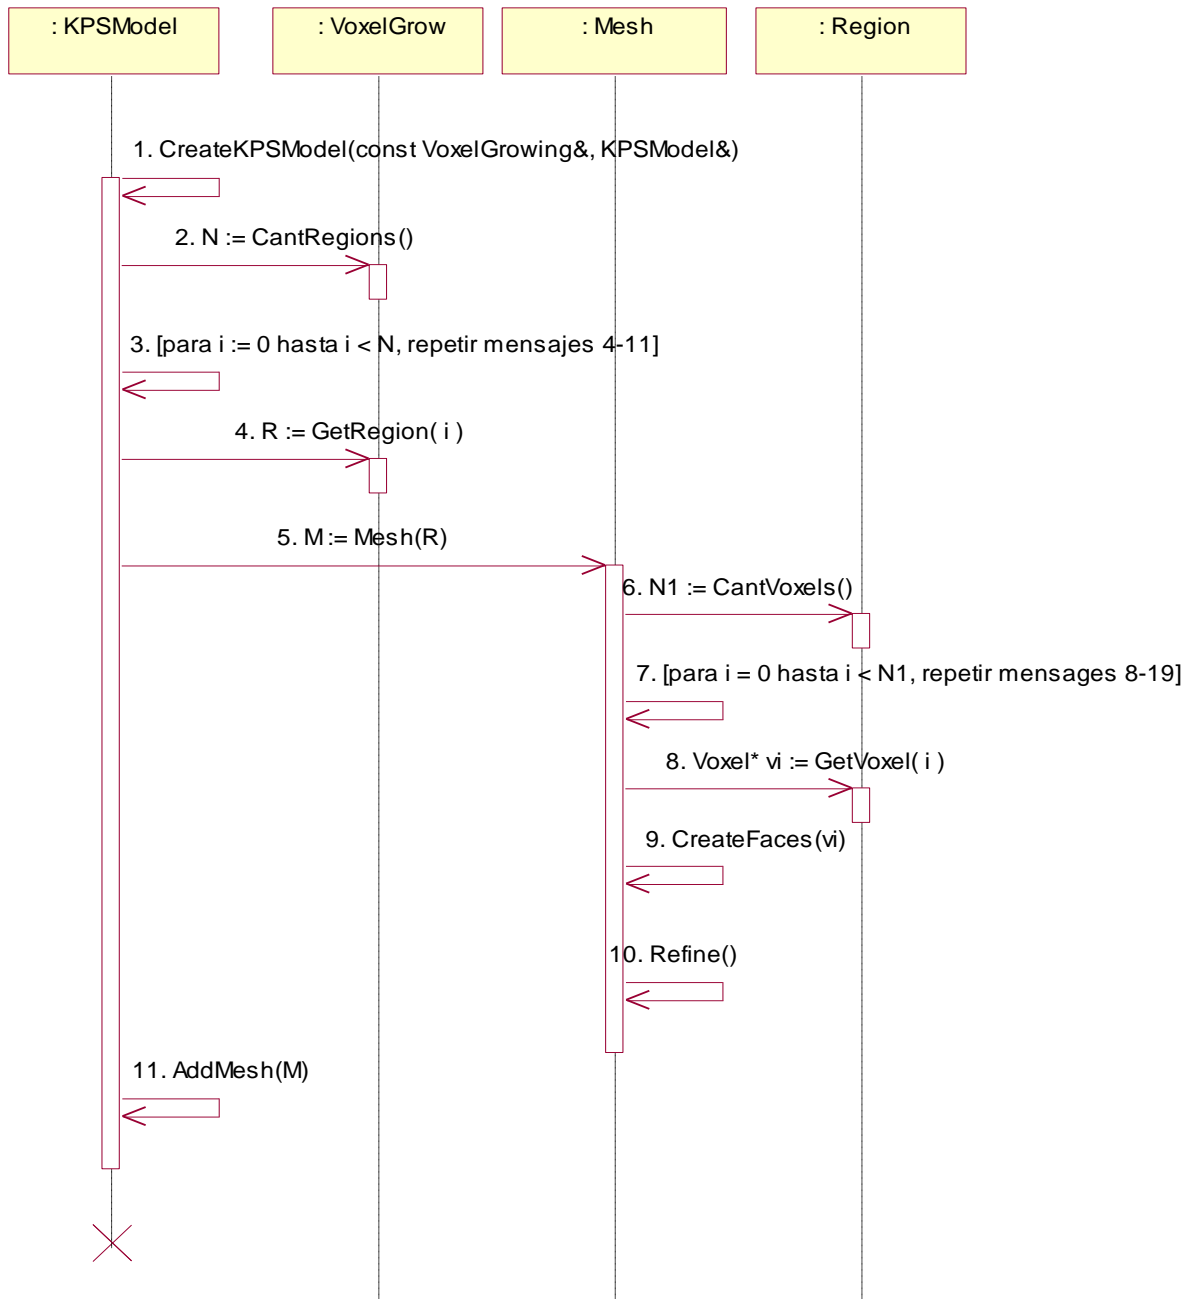 : KPSModel
: VoxelGrow
: Mesh
: Region
1. CreateKPSModel(const VoxelGrowing&, KPSModel&)
2. N := CantRegions()
3. [para i := 0 hasta i < N, repetir mensajes 4-11]
4. R := GetRegion( i )
5. M := Mesh(R)
6. N1 := CantVoxels()
7. [para i = 0 hasta i < N1, repetir mensages 8-19]
8. Voxel* vi := GetVoxel( i )
9. CreateFaces(vi)
10. Refine()
11. AddMesh(M)